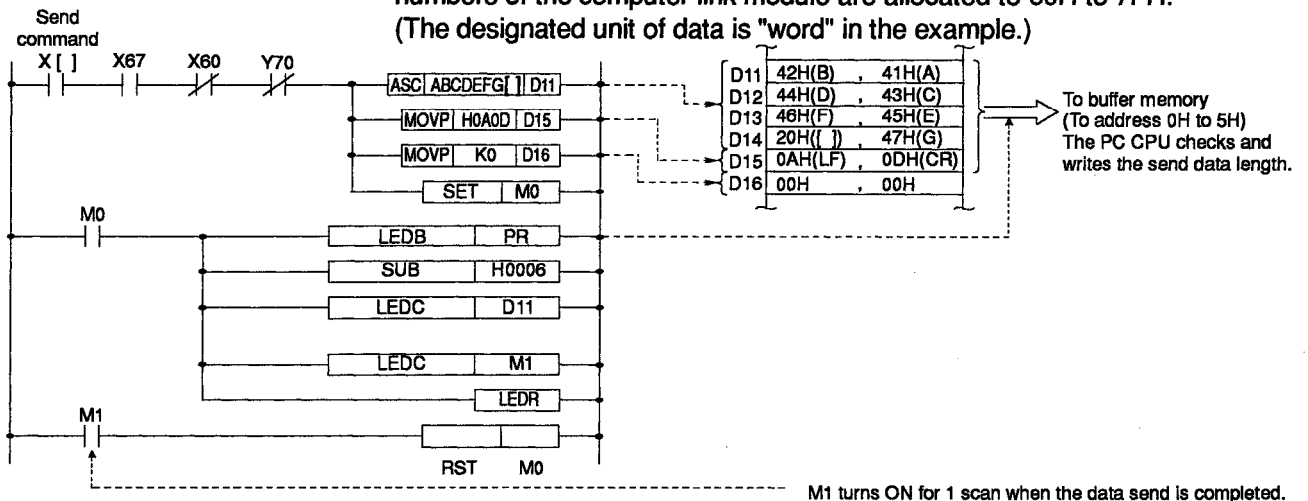 numbers of the computer link module are allocated to 60H to 7FH.
(The designated unit of data is "word" in the example.)
Send
command
X [ ] X67 X60 Y70
ASC ABCDEFG[ ] D11
MOVP H0A0D D15
MOVP K0 D16
SET M0
D11 42H(B) , 41H(A)
D12 44H(D) , 43H(C)
D13 46H(F) , 45H(E)
D14 20H([ ]) , 47H(G)
D15 0AH(LF) , 0DH(CR)
D16 00H , 00H
To buffer memory
(To address 0H to 5H)
The PC CPU checks and
writes the send data length.
M0
LEDB PR
SUB H0006
LEDC D11
LEDC M1
LEDR
M1
RST M0
M1 turns ON for 1 scan when the data send is completed.